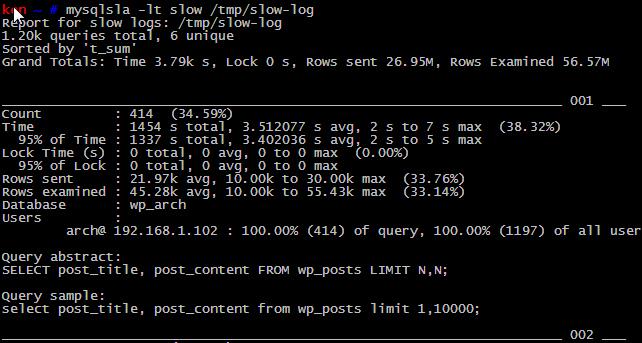 ken ~ # mysqlsla -lt slow /tmp/slow-log
Report for slow logs: /tmp/slow-log
1.20k queries total, 6 unique
Sorted by 't_sum'
Grand Totals: Time 3.79k s, Lock 0 s, Rows sent 26.95M, Rows Examined 56.57M
______________________________________________________________________ 001 ___
Count : 414 (34.59%)
Time : 1454 s total, 3.512077 s avg, 2 s to 7 s max (38.32%)
95% of Time : 1337 s total, 3.402036 s avg, 2 s to 5 s max
Lock Time (s) : 0 total, 0 avg, 0 to 0 max (0.00%)
95% of Lock : 0 total, 0 avg, 0 to 0 max
Rows sent : 21.97k avg, 10.00k to 30.00k max (33.76%)
Rows examined : 45.28k avg, 10.00k to 55.43k max (33.14%)
Database : wp_arch
Users :
arch@ 192.168.1.102 : 100.00% (414) of query, 100.00% (1197) of all user
Query abstract:
SELECT post_title, post_content FROM wp_posts LIMIT N,N;
Query sample:
select post_title, post_content from wp_posts limit 1,10000;
______________________________________________________________________ 002 ___